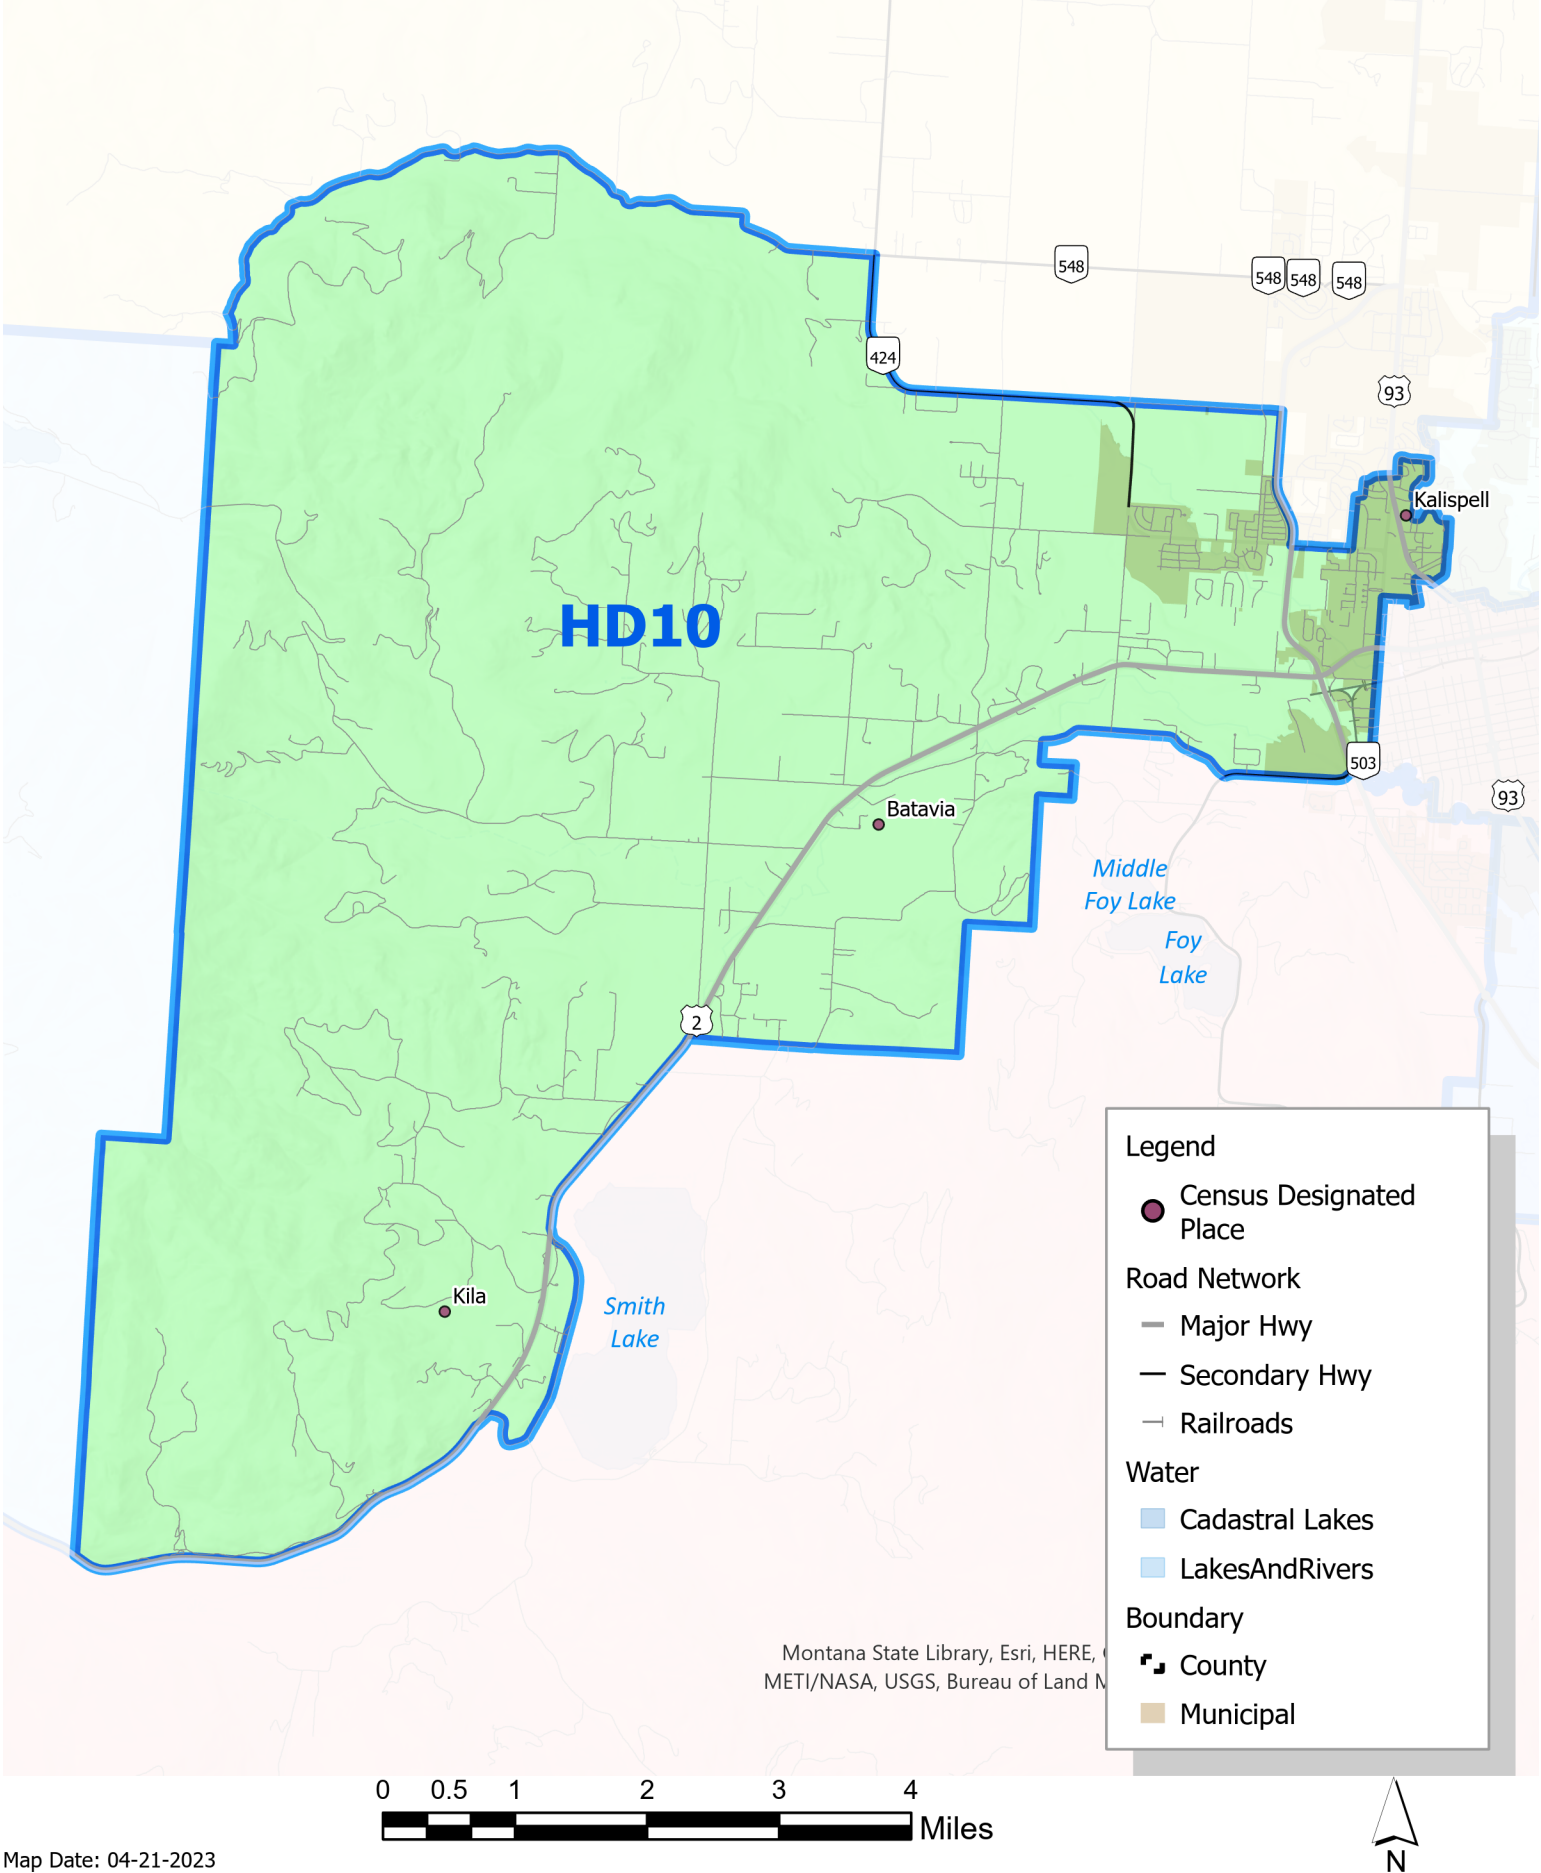 548
548
548
548
424
93
Kalispell
HD10
503
93
Batavia
Middle
Foy Lake
Foy
Lake
2
Kila
Smith
Lake
Legend
Census Designated
Place
Road Network
Major Hwy
Secondary Hwy
Railroads
Water
Cadastral Lakes
LakesAndRivers
Boundary
County
Municipal
Montana State Library, Esri, HERE,
METI/NASA, USGS, Bureau of Land
0 0.5 1 2 3 4
Miles
N
Map Date: 04-21-2023